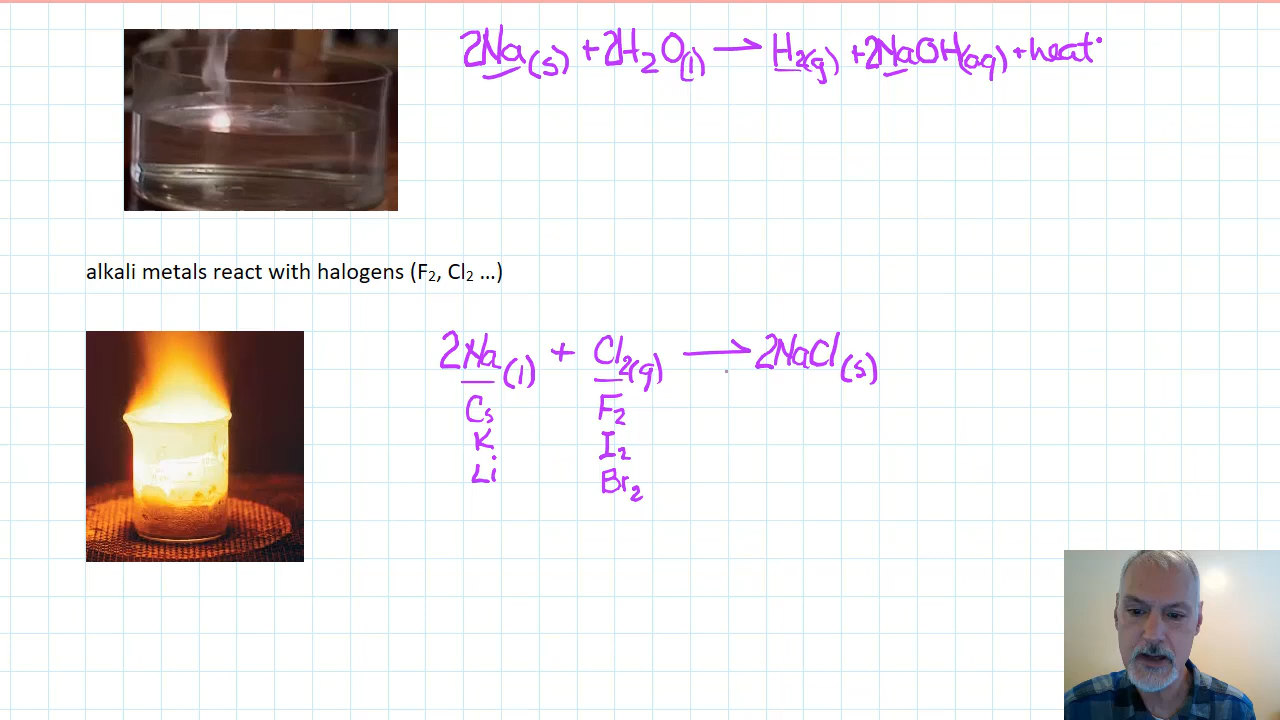 2Na(s) + 2H2O(l) → H2(g) + 2NaOH(aq) + heat
alkali metals react with halogens (F₂, Cl₂ ...)
2Na(l) + Cl2(g) → 2NaCl(s)
Cs F2
K I2
Li Br2